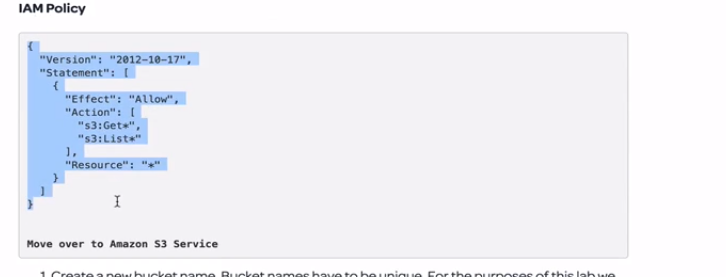 IAM Policy
{
"Version": "2012-10-17",
"Statement": [
{
"Effect": "Allow",
"Action": [
"s3:Get*",
"s3:List*"
],
"Resource": "*"
}
]
}
Move over to Amazon S3 Service
1. Create a new bucket name. Bucket names have to be unique. For the purposes of this lab we